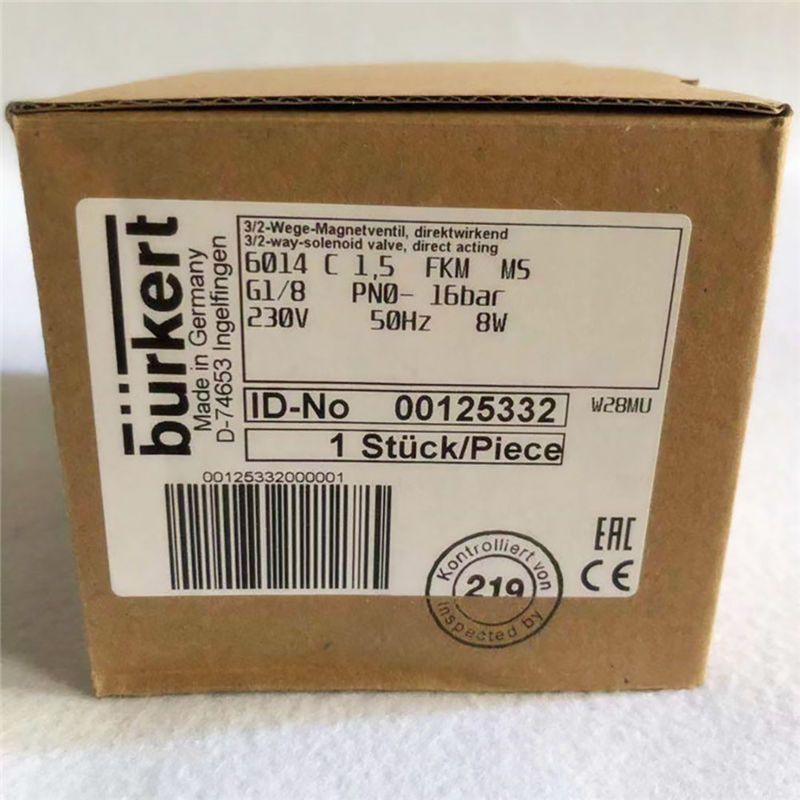 bürkert
Made in Germany
D-74653 Ingelfingen
3/2-Wege-Magnetventil, direktwirkend
3/2-way-solenoid valve, direct acting
6014 C 1,5 FKM MS
G1/8 PN0- 16bar
230V 50Hz 8W
ID-No 00125332
W28MU
1 Stück/Piece
00125332000001
EAC
CE
Kontrolliert von
219
inspected by